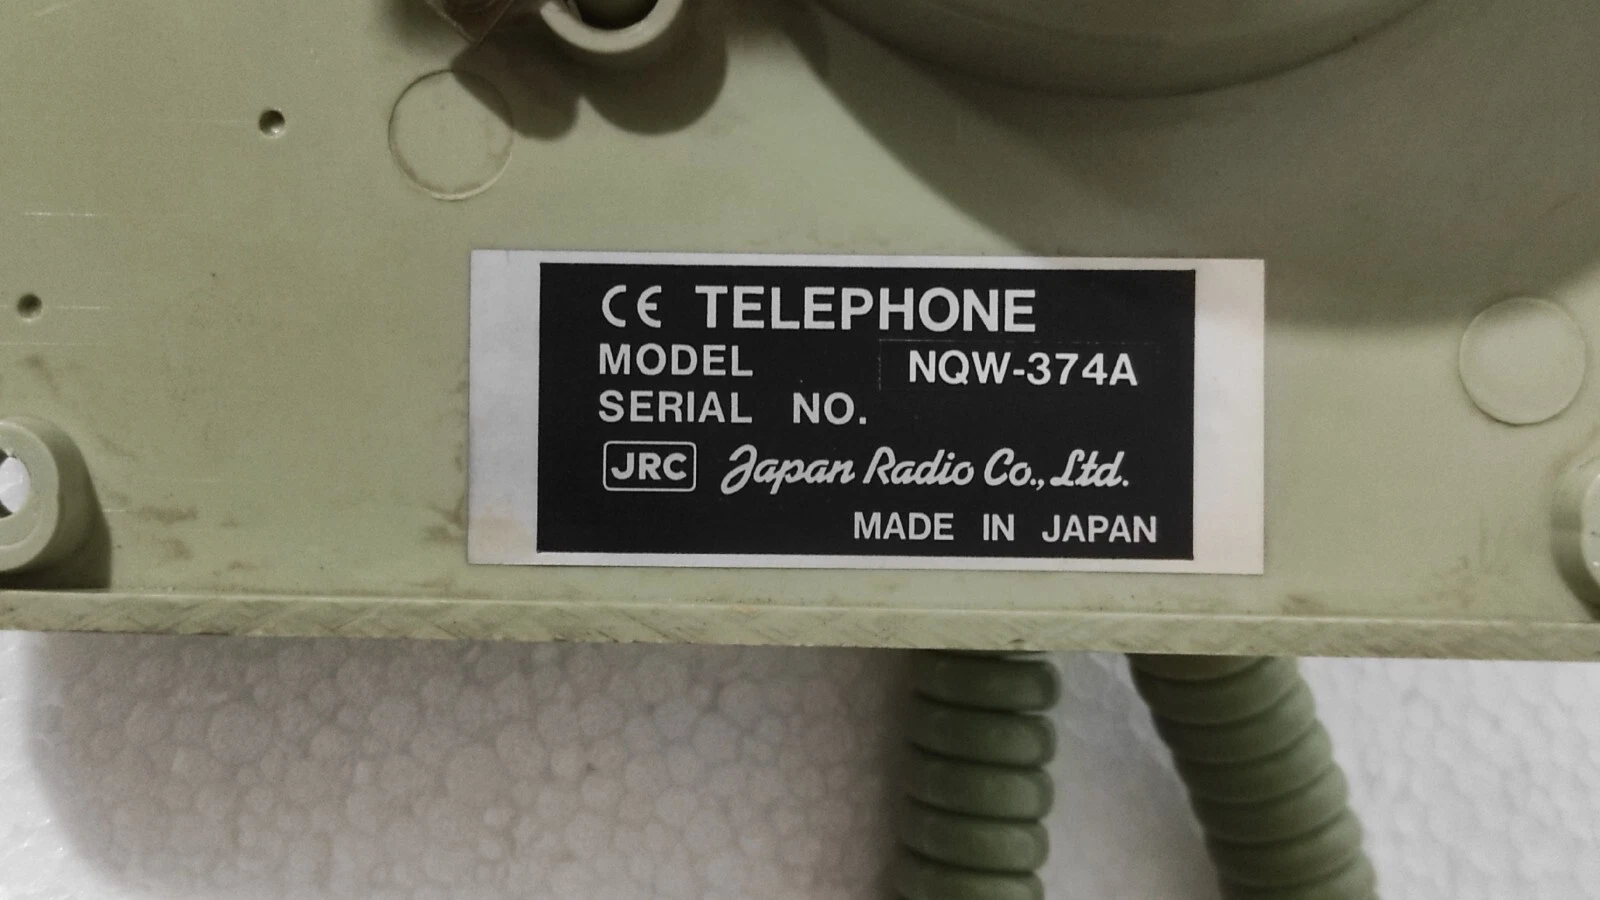 CE TELEPHONE
MODEL NQW-374A
SERIAL NO.
JRC Japan Radio Co., Ltd.
MADE IN JAPAN